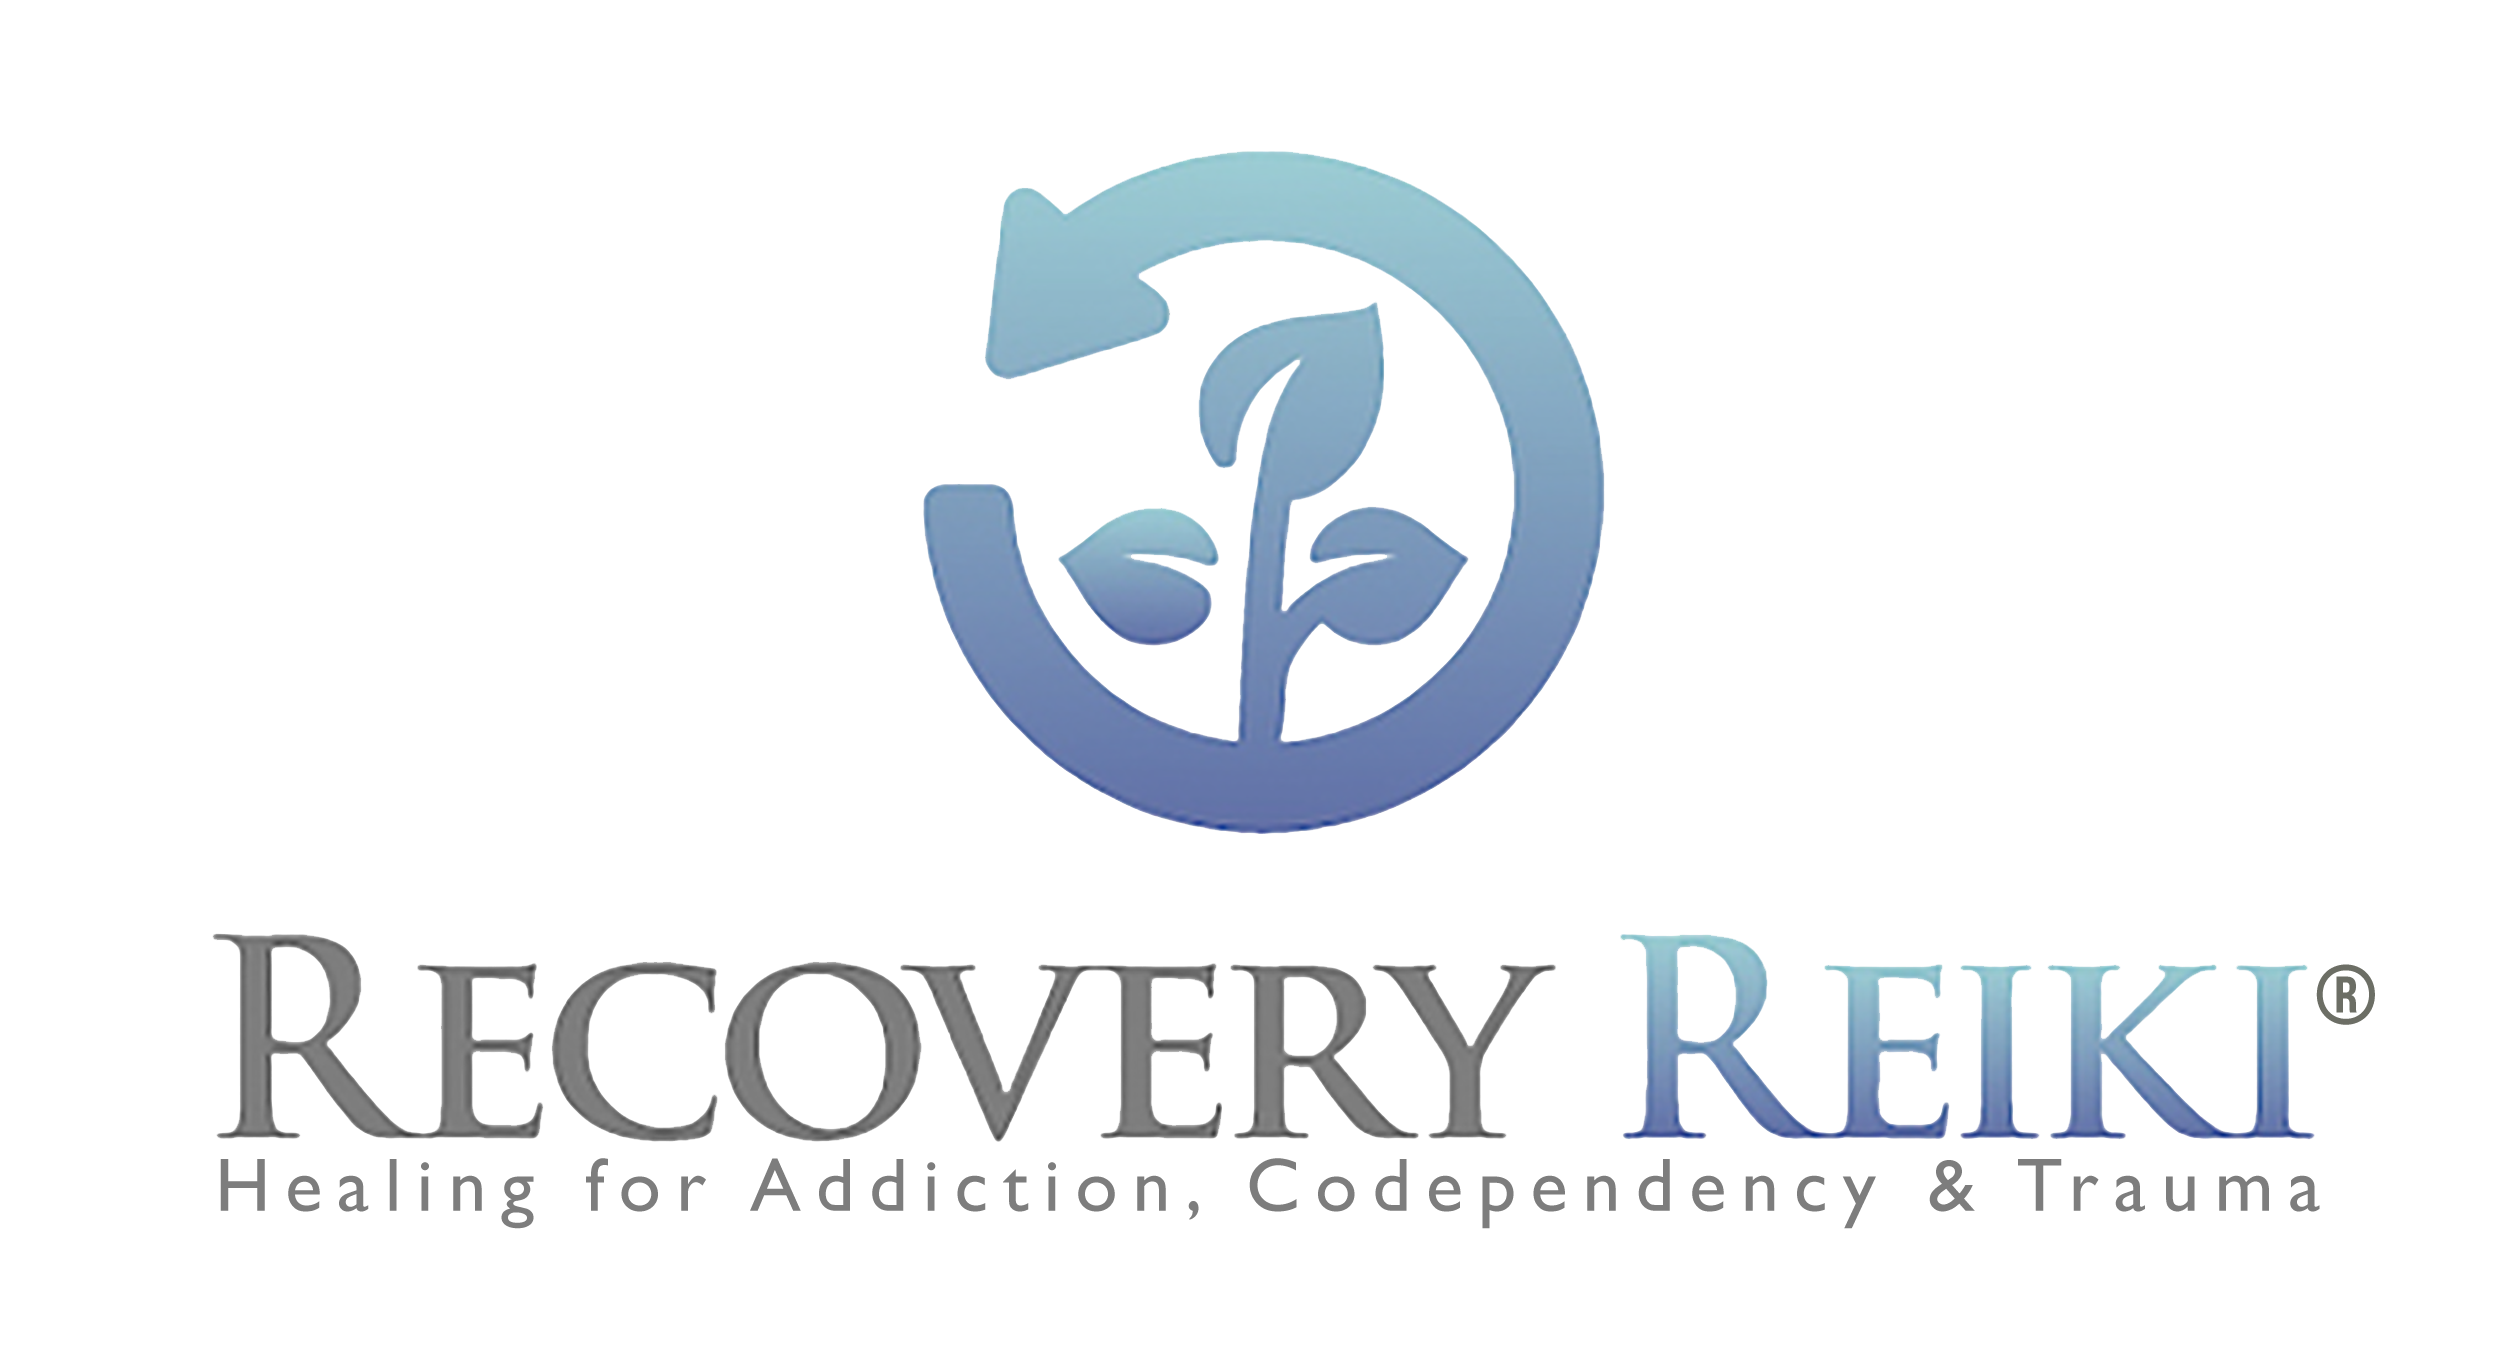 RECOVERY REIKI®
Healing for Addiction, Codependency & Trauma